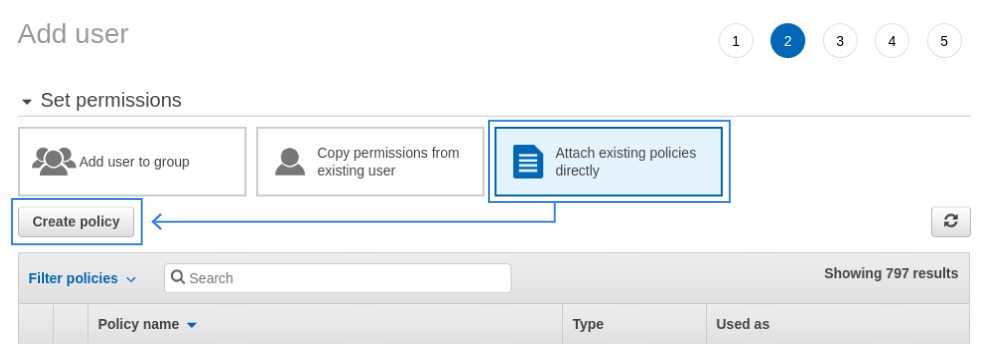 Add user
1 2 3 4 5
Set permissions
Add user to group
Copy permissions from
existing user
Attach existing policies
directly
Create policy
Filter policies
Search
Showing 797 results
Policy name
Type
Used as